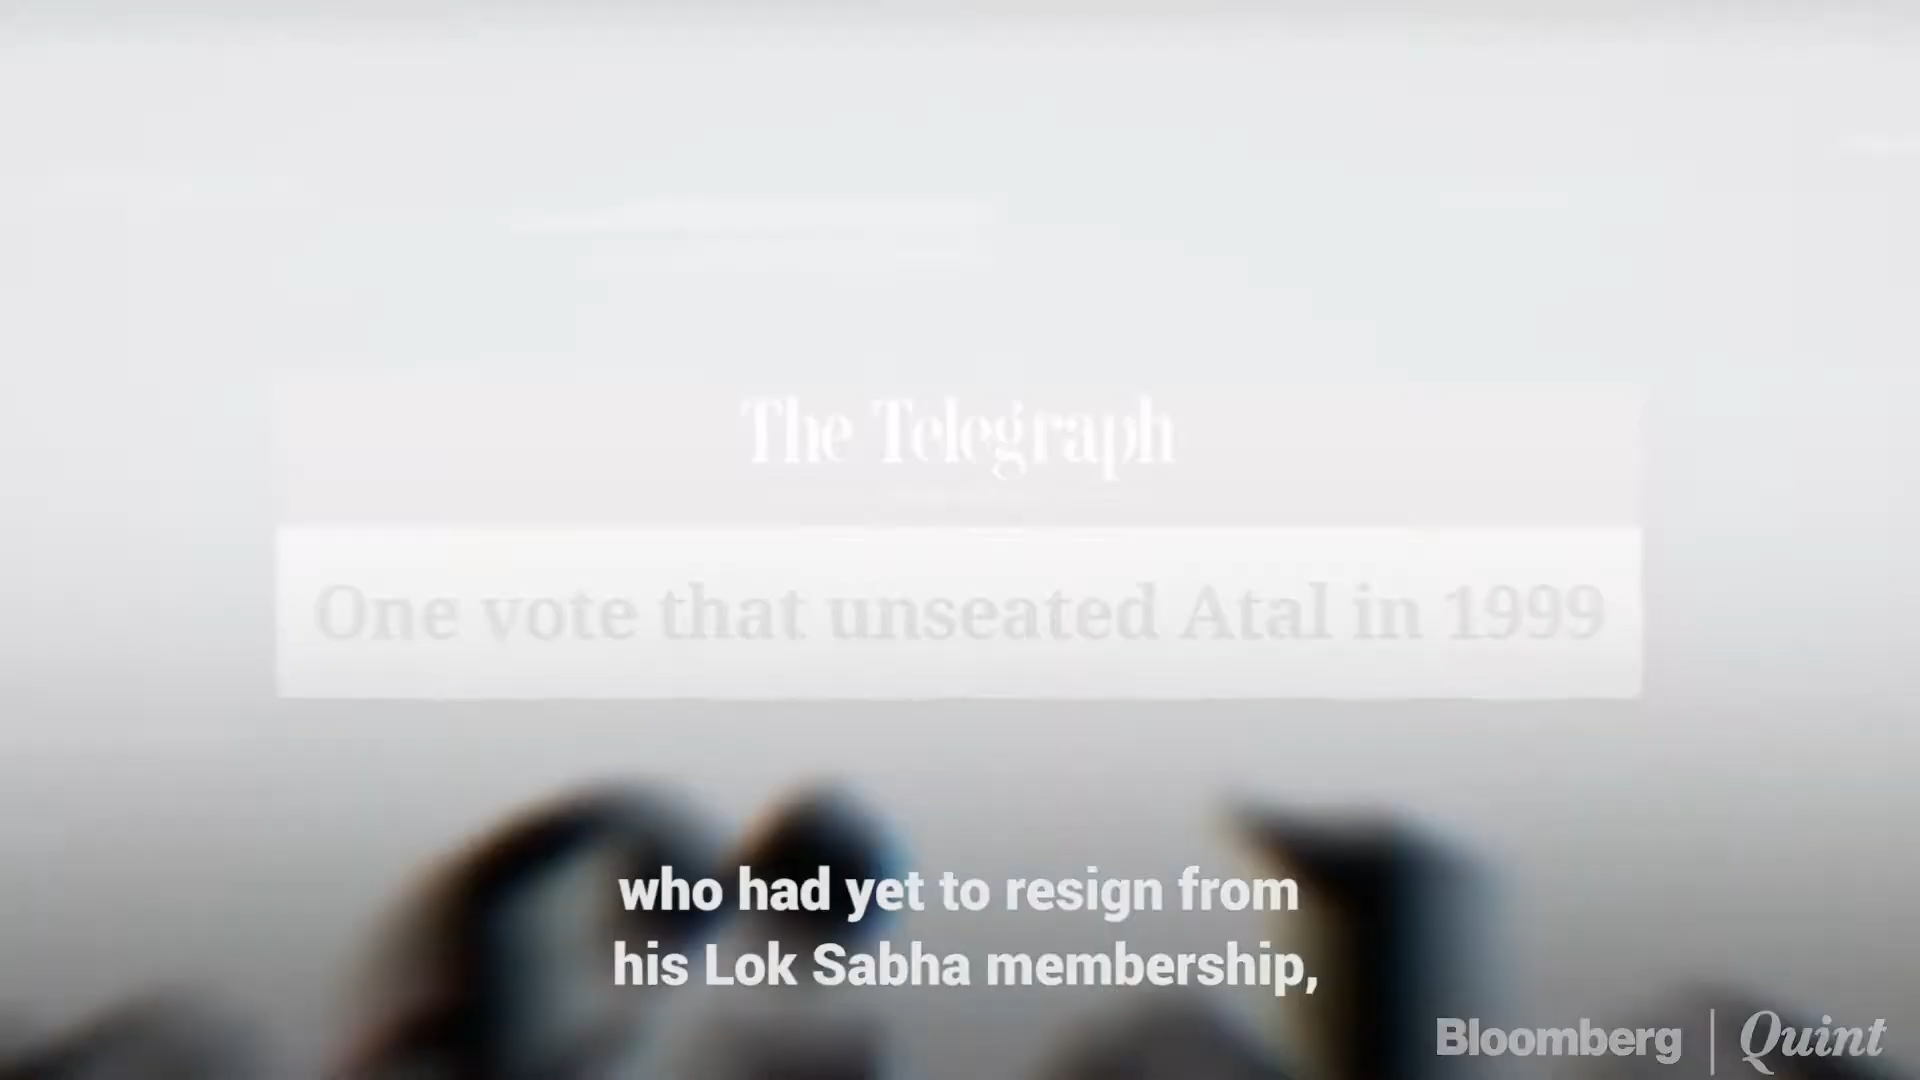 The Telegraph
One vote that unseated Atal in 1999
who had yet to resign from
his Lok Sabha membership,
Bloomberg | Quint